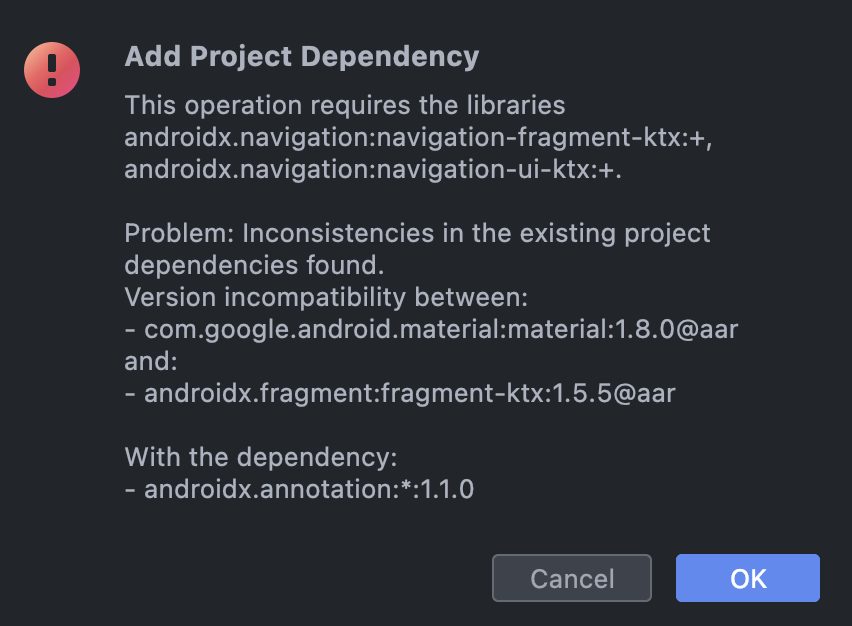 Add Project Dependency
This operation requires the libraries
androidx.navigation:navigation-fragment-ktx:+,
androidx.navigation:navigation-ui-ktx:+.
Problem: Inconsistencies in the existing project
dependencies found.
Version incompatibility between:
- com.google.android.material:material:1.8.0@aar
and:
- androidx.fragment:fragment-ktx:1.5.5@aar
With the dependency:
- androidx.annotation:*:1.1.0
Cancel
OK